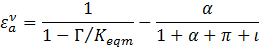 ε_a^ν = 1 / (1 − Γ/K_eqm) − α / (1 + α + π + ι)